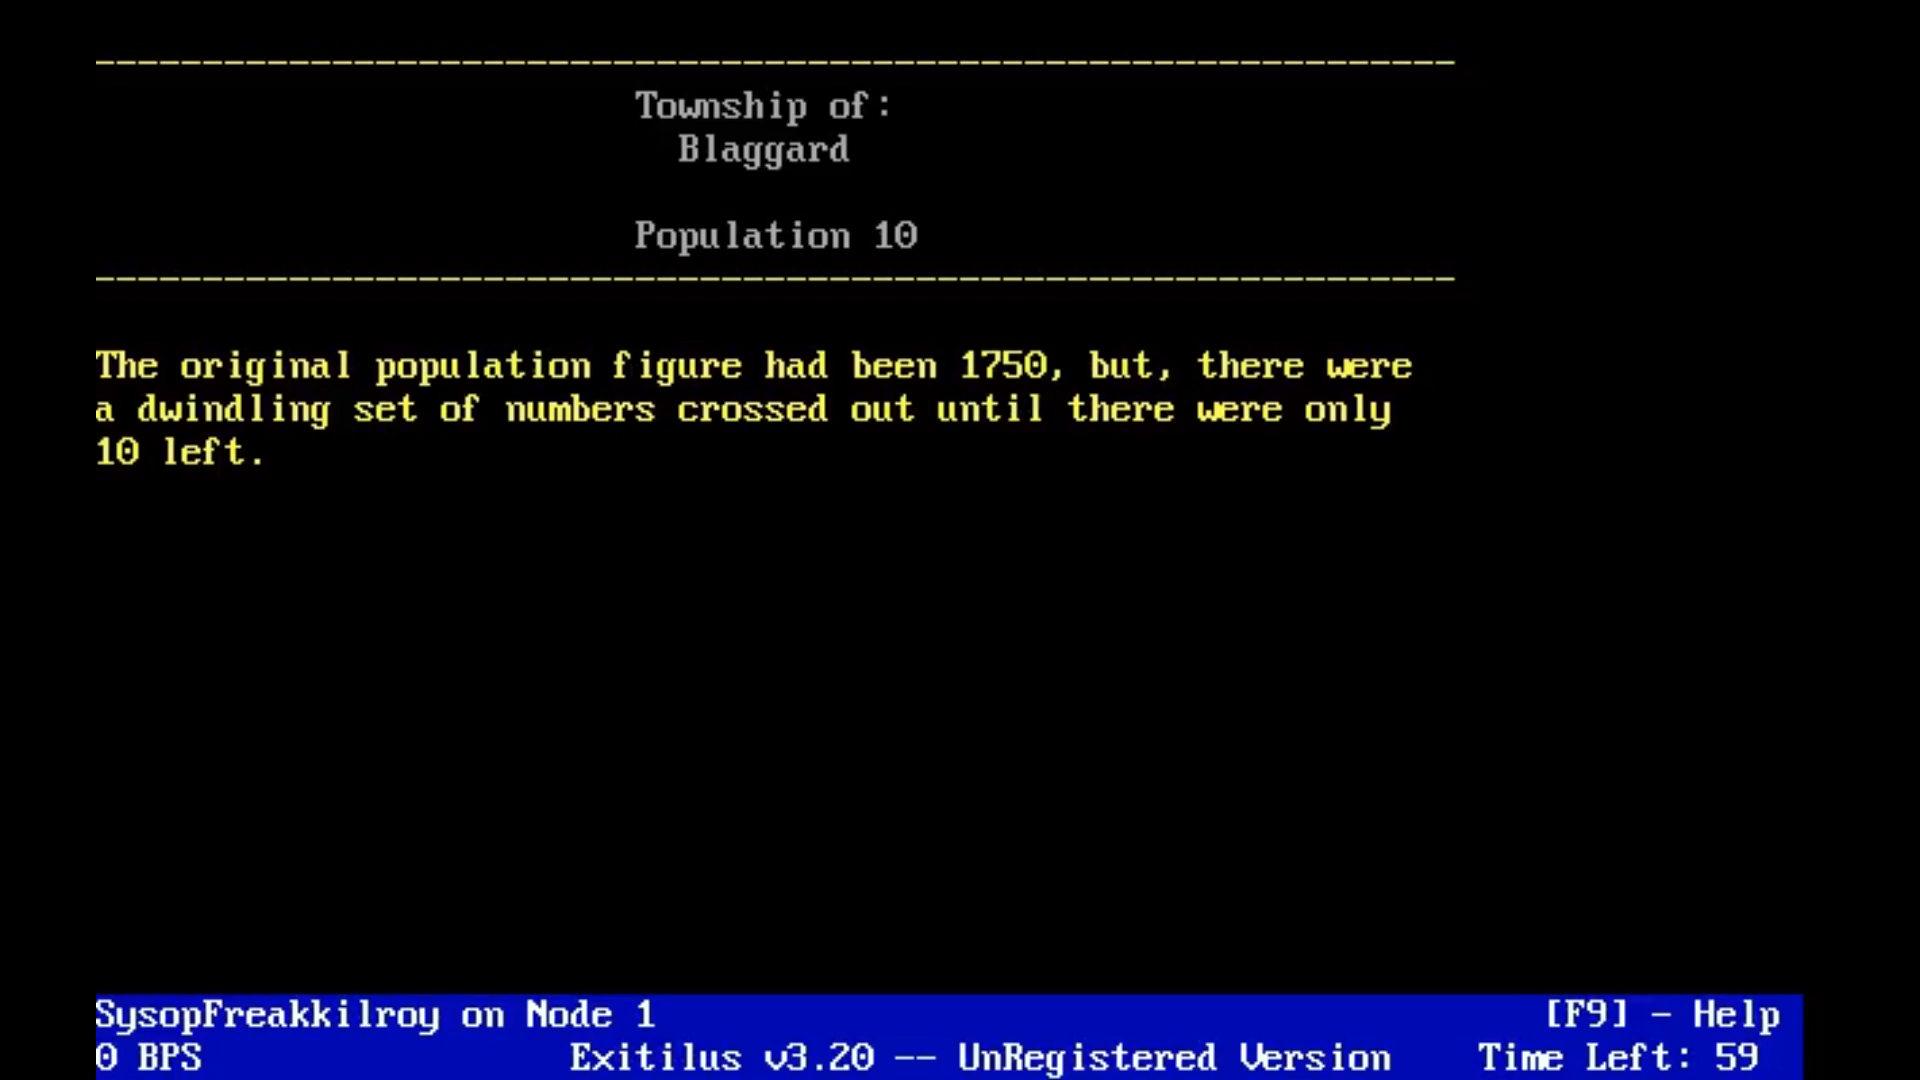 ----------------------------------------------------------------
Township of:
Blaggard
Population 10
----------------------------------------------------------------
The original population figure had been 1750, but, there were
a dwindling set of numbers crossed out until there were only
10 left.
SysopFreakkilroy on Node 1 [F9] - Help
0 BPS Exitilus v3.20 -- UnRegistered Version Time Left: 59